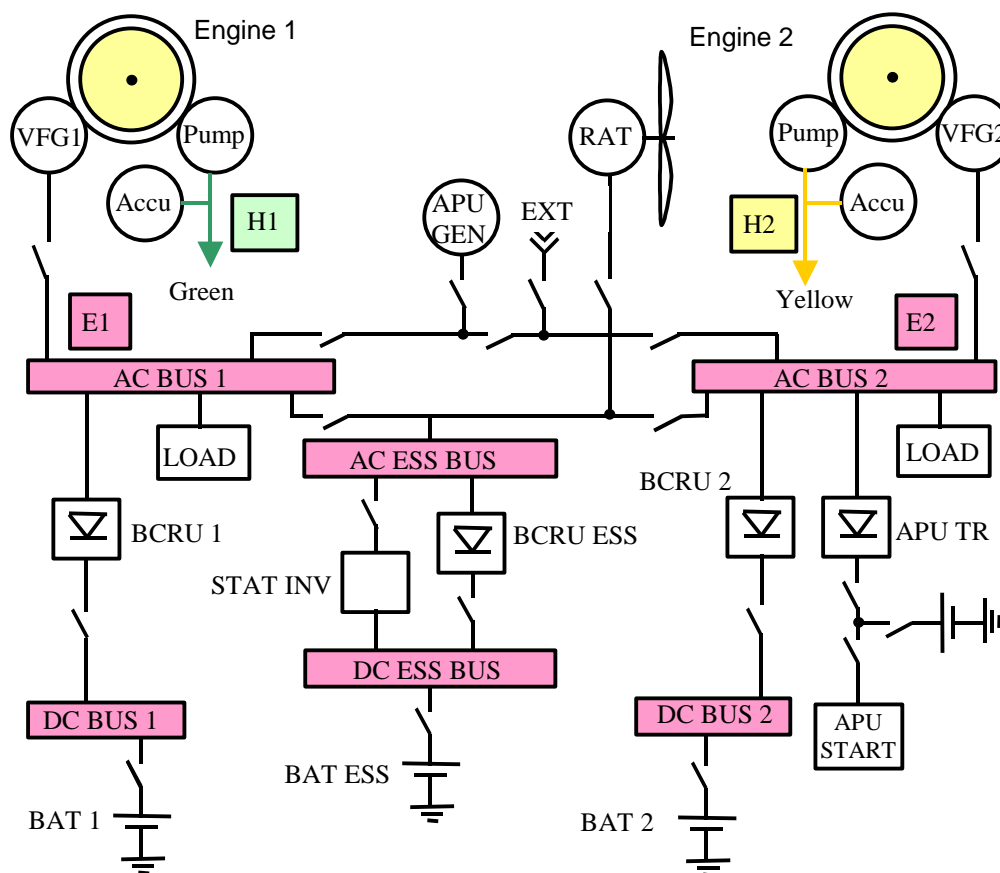 Engine 1
Engine 2
VFG1
Pump
RAT
Pump
VFG2
Accu
H1
APU
GEN
EXT
H2
Accu
Green
Yellow
E1
E2
AC BUS 1
AC BUS 2
LOAD
AC ESS BUS
LOAD
BCRU 1
BCRU ESS
BCRU 2
APU TR
STAT INV
DC ESS BUS
DC BUS 1
DC BUS 2
APU
START
BAT ESS
BAT 1
BAT 2